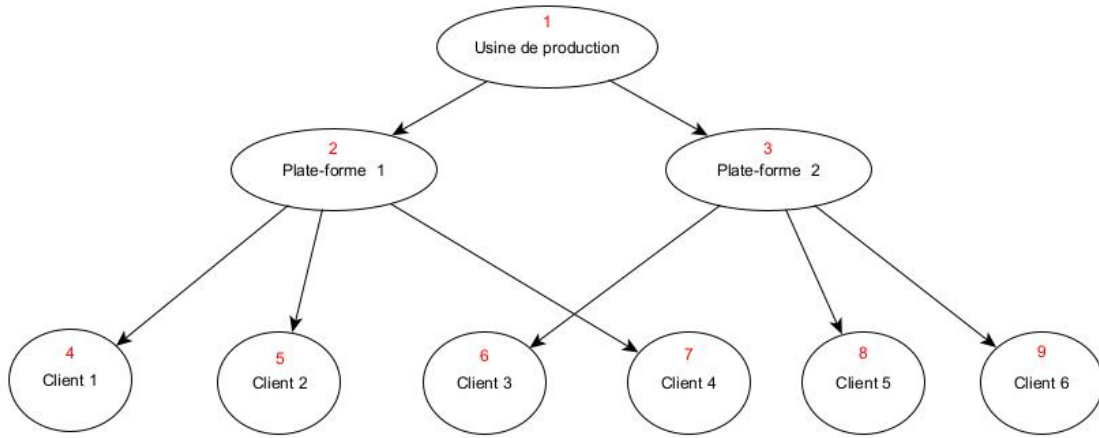 1
Usine de production
2
Plate-forme 1
3
Plate-forme 2
4
Client 1
5
Client 2
6
Client 3
7
Client 4
8
Client 5
9
Client 6